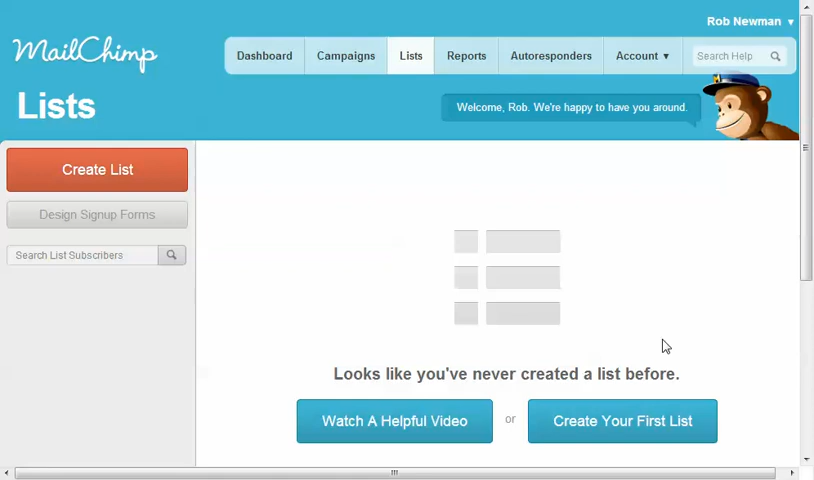 Rob Newman ▼
MailChimp
Dashboard
Campaigns
Lists
Reports
Autoresponders
Account ▼
Search Help
Lists
Welcome, Rob. We're happy to have you around.
Create List
Design Signup Forms
Search List Subscribers
Looks like you've never created a list before.
Watch A Helpful Video
or
Create Your First List